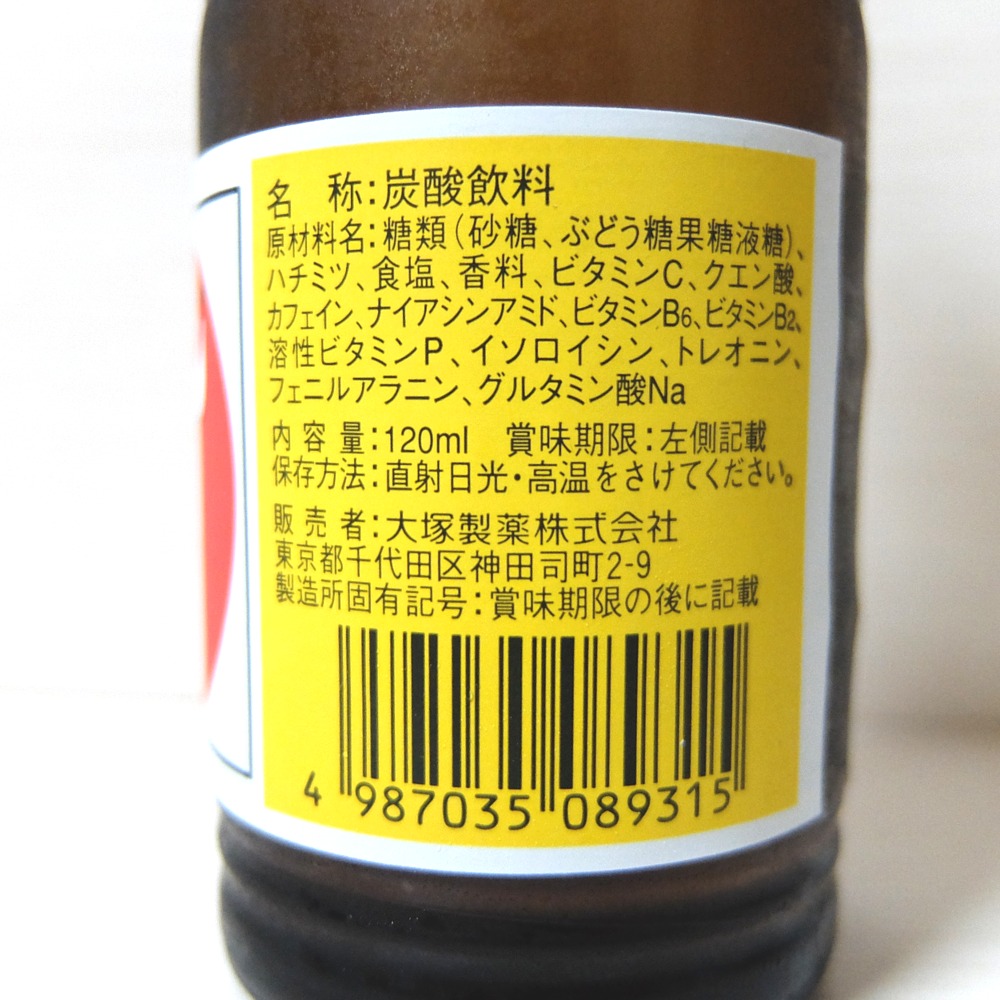 名 称：炭酸飲料
原材料名：糖類（砂糖、ぶどう糖果糖液糖）、
ハチミツ、食塩、香料、ビタミンC、クエン酸、
カフェイン、ナイアシンアミド、ビタミンB6、ビタミンB2、
溶性ビタミンP、イソロイシン、トレオニン、
フェニルアラニン、グルタミン酸Na
内容量：120ml 賞味期限：左側記載
保存方法：直射日光・高温をさけてください。
販売者：大塚製薬株式会社
東京都千代田区神田司町2-9
製造所固有記号：賞味期限の後に記載
4 987035 089315